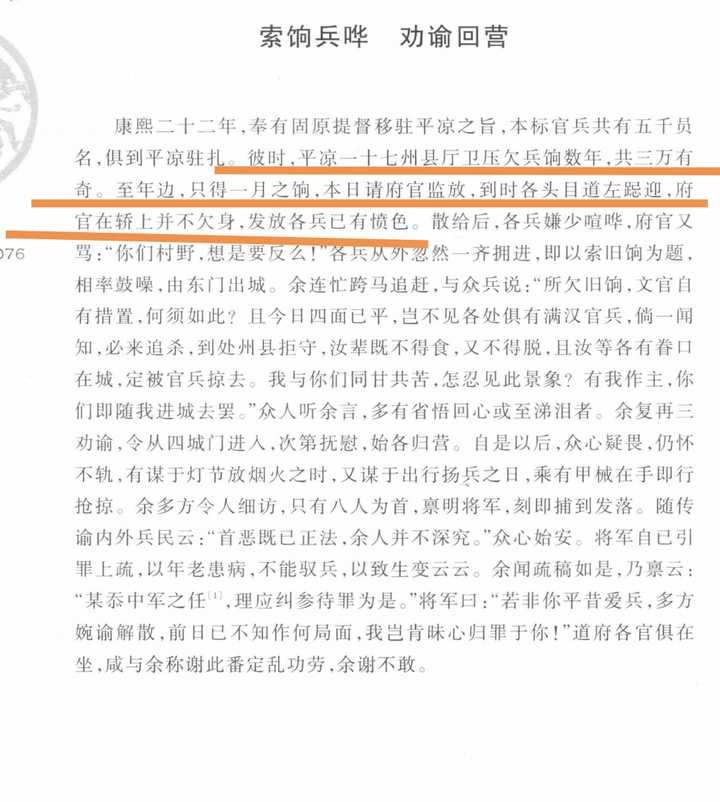 索饷兵哗 劝谕回营
康熙二十二年,奉有固原提督移驻平凉之旨,本标官兵共有五千员
名,俱到平凉驻扎。彼时,平凉一十七州县厅卫压欠兵饷数年,共三万有
奇。至年边,只得一月之饷,本日请府官监放,到时各头目道左跽迎,府
官在轿上并不欠身,发放各兵已有愤色。散给后,各兵嫌少喧哗,府官又
骂:“你们村野,想是要反么!”各兵从外忽然一齐拥进,即以索旧饷为题,
076
相率鼓噪,由东门出城。余连忙跨马追赶,与众兵说:“所欠旧饷,文官自
有措置,何须如此?且今日四面已平,岂不见各处俱有满汉官兵,倘一闻
知,必来追杀,到处州县拒守,汝辈既不得食,又不得脱,且汝等各有眷口
在城,定被官兵掠去。我与你们同甘共苦,怎忍见此景象?有我作主,你
们即随我进城去罢。”众人听余言,多有省悟回心或至涕泪者。余复再三
劝谕,令从四城门进入,次第抚慰,始各归营。自是以后,众心疑畏,仍怀
不轨,有谋于灯节放烟火之时,又谋于出行扬兵之日,乘有甲械在手即行
抢掠。余多方令人细访,只有八人为首,禀明将军,刻即捕到发落。随传
谕内外兵民云:“首恶既已正法,余人并不深究。”众心始安。将军自已引
罪上疏,以年老患病,不能驭兵,以致生变云云。余闻疏稿如是,乃禀云:
“某忝中军之任[1],理应纠参待罪为是。”将军曰:“若非你平昔爱兵,多方
婉谕解散,前日已不知作何局面,我岂肯昧心归罪于你!”道府各官俱在
坐,咸与余称谢此番定乱功劳,余谢不敢。